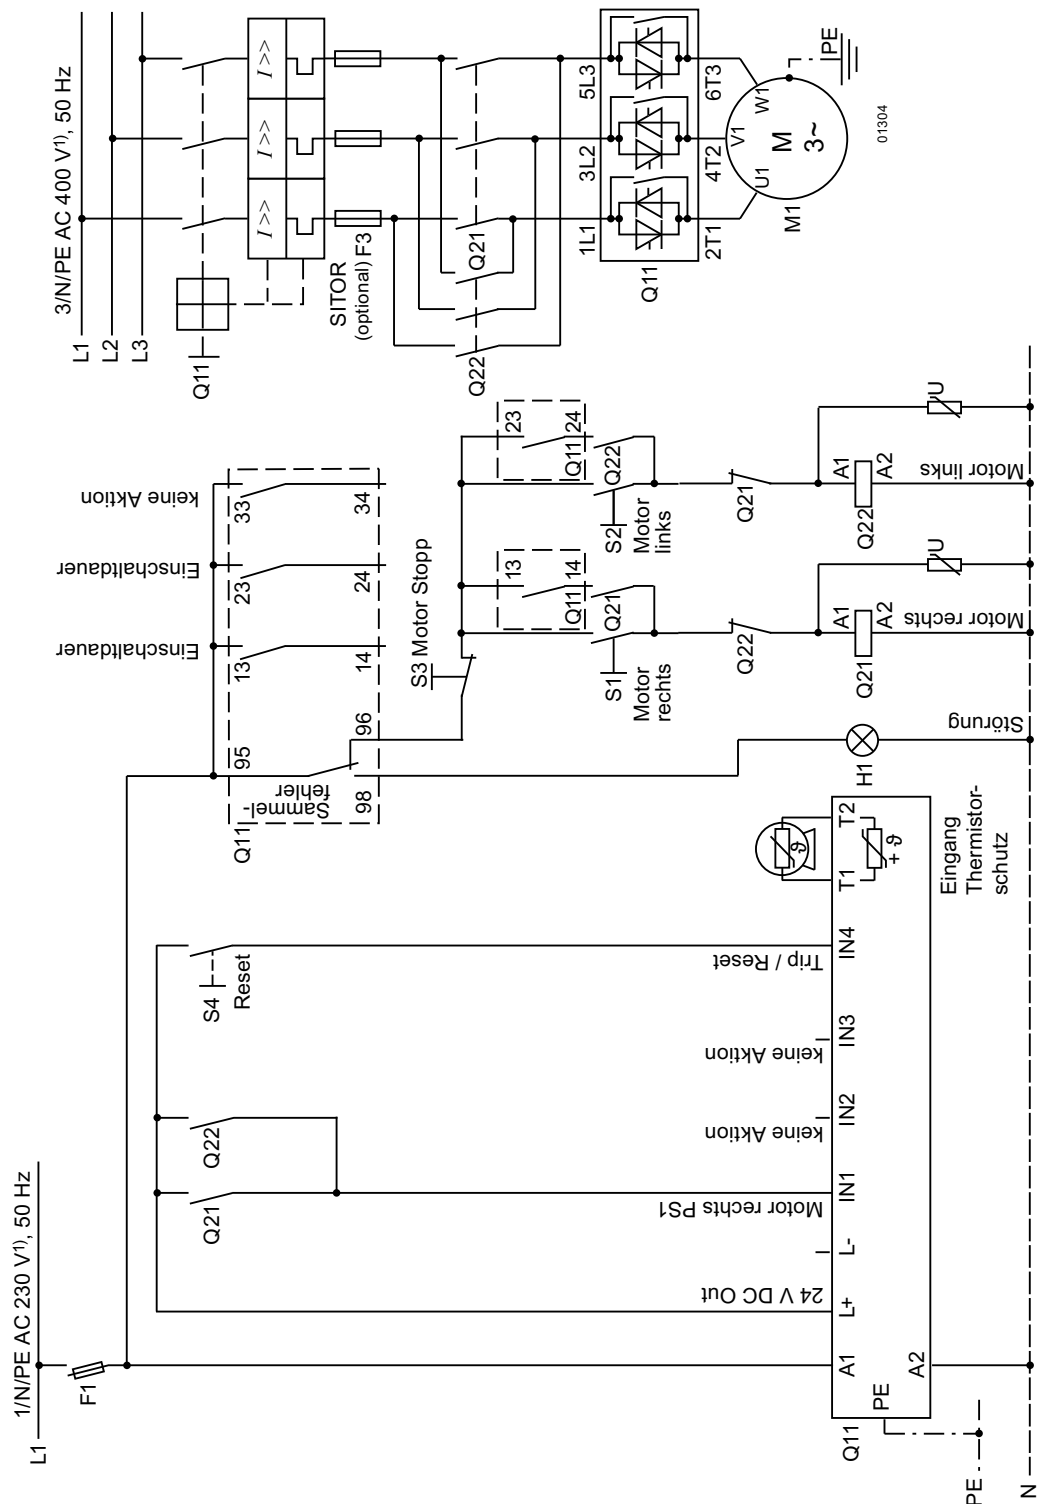 3/N/PE AC 400 V¹⁾, 50 Hz
L1
L2
L3
Q11
I >>
I >>
I >>
SITOR
(optional) F3
Q21
Q22
1L1
3L2
5L3
Q11
2T1
4T2
6T3
U1
V1
W1
M
3~
M1
PE
01304
Q11
95
96
98
Sammel-
fehler
13
14
Einschaltdauer
23
24
Einschaltdauer
33
34
keine Aktion
S3 Motor Stopp
13
Q11
14
23
Q11
24
S1
Motor
rechts
Q21
S2
Motor
links
Q22
Q22
Q21
A1
Q21
A2
Motor rechts
U
A1
Q22
A2
Motor links
U
H1
Störung
1/N/PE AC 230 V¹⁾, 50 Hz
L1
F1
Q21
Q22
S4
Reset
24 V DC Out
Motor rechts PS1
keine Aktion
keine Aktion
Trip / Reset
A1
L+
L-
IN1
IN2
IN3
IN4
T1
T2
ϑ
+ ϑ
Q11
PE
A2
Eingang
Thermistor-
schutz
PE
N